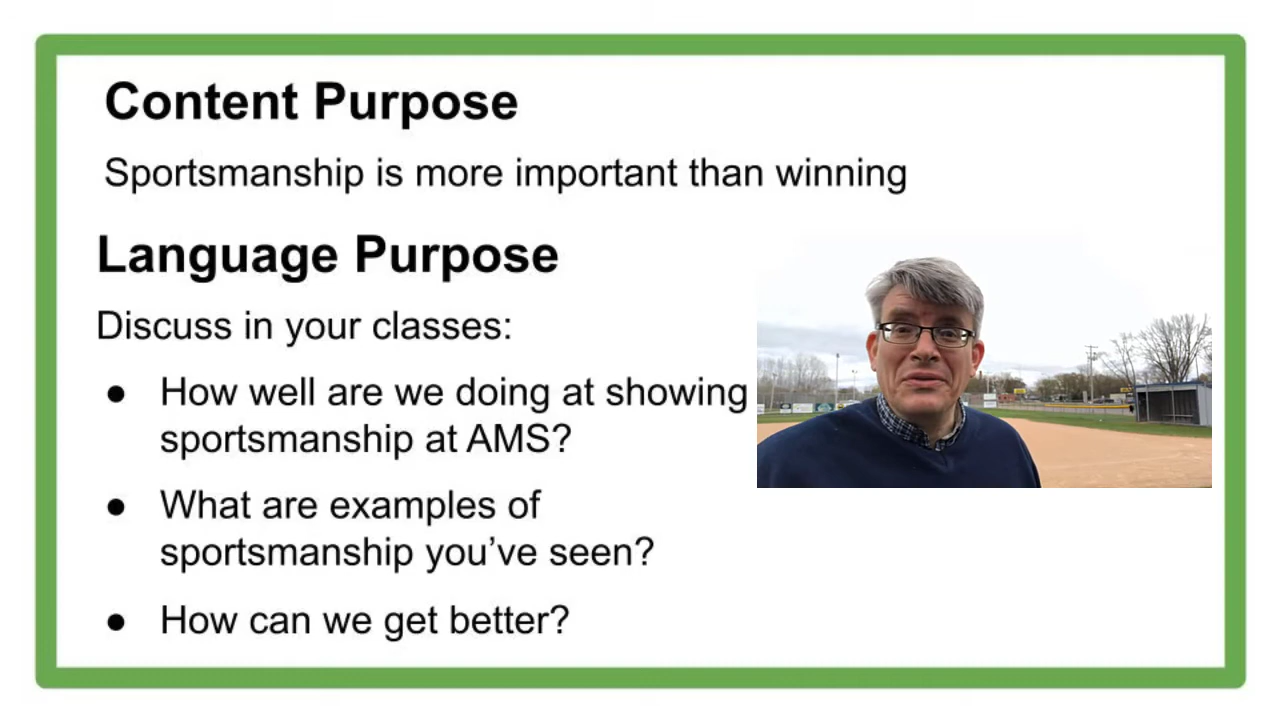 Content Purpose
Sportsmanship is more important than winning
Language Purpose
Discuss in your classes:
● How well are we doing at showing
sportsmanship at AMS?
● What are examples of
sportsmanship you've seen?
● How can we get better?